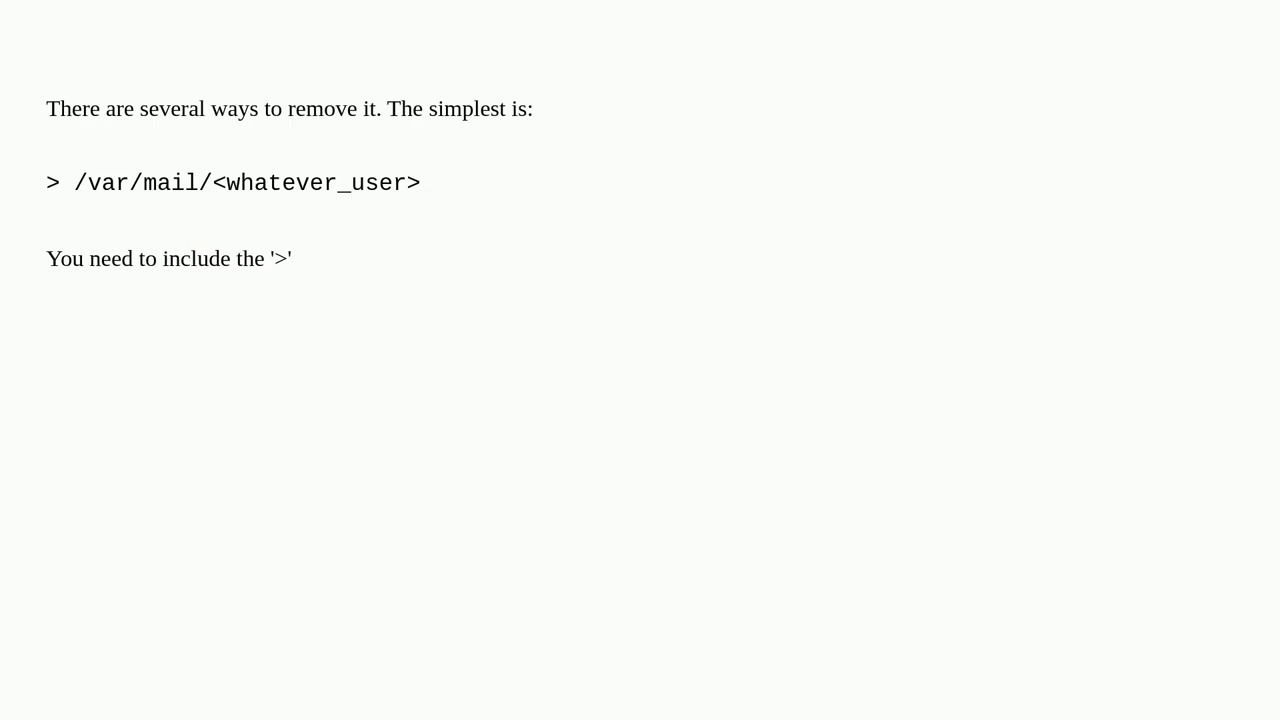 There are several ways to remove it. The simplest is:
> /var/mail/<whatever_user>
You need to include the '>'